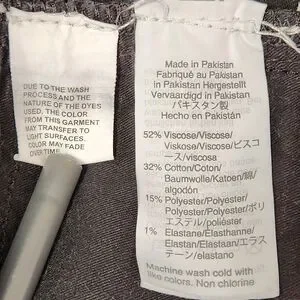 DUE TO THE WASH
PROCESS AND THE
NATURE OF THE DYES
USED, THE COLOR
FROM THIS GARMENT
MAY TRANSFER TO
LIGHT SURFACES.
COLOR MAY FADE
OVER TIME.
Made in Pakistan
Fabriqué au Pakistan
in Pakistan Hergestellt
Vervaardigd in Pakistan
パキスタン製
Hecho en Pakistán
52% Viscose/Viscose/
Viskose/Viscose/ビスコ
ース/viscosa
32% Cotton/Coton/
Baumwolle/Katoen/綿/
algodón
15% Polyester/Polyester/
Polyester/Polyester/ポリ
エステル/poliéster
1% Elastane/Elasthanne/
Elasthan/Elastaan/エラス
テーン/elastano
Machine wash cold with
like colors. Non chlorine